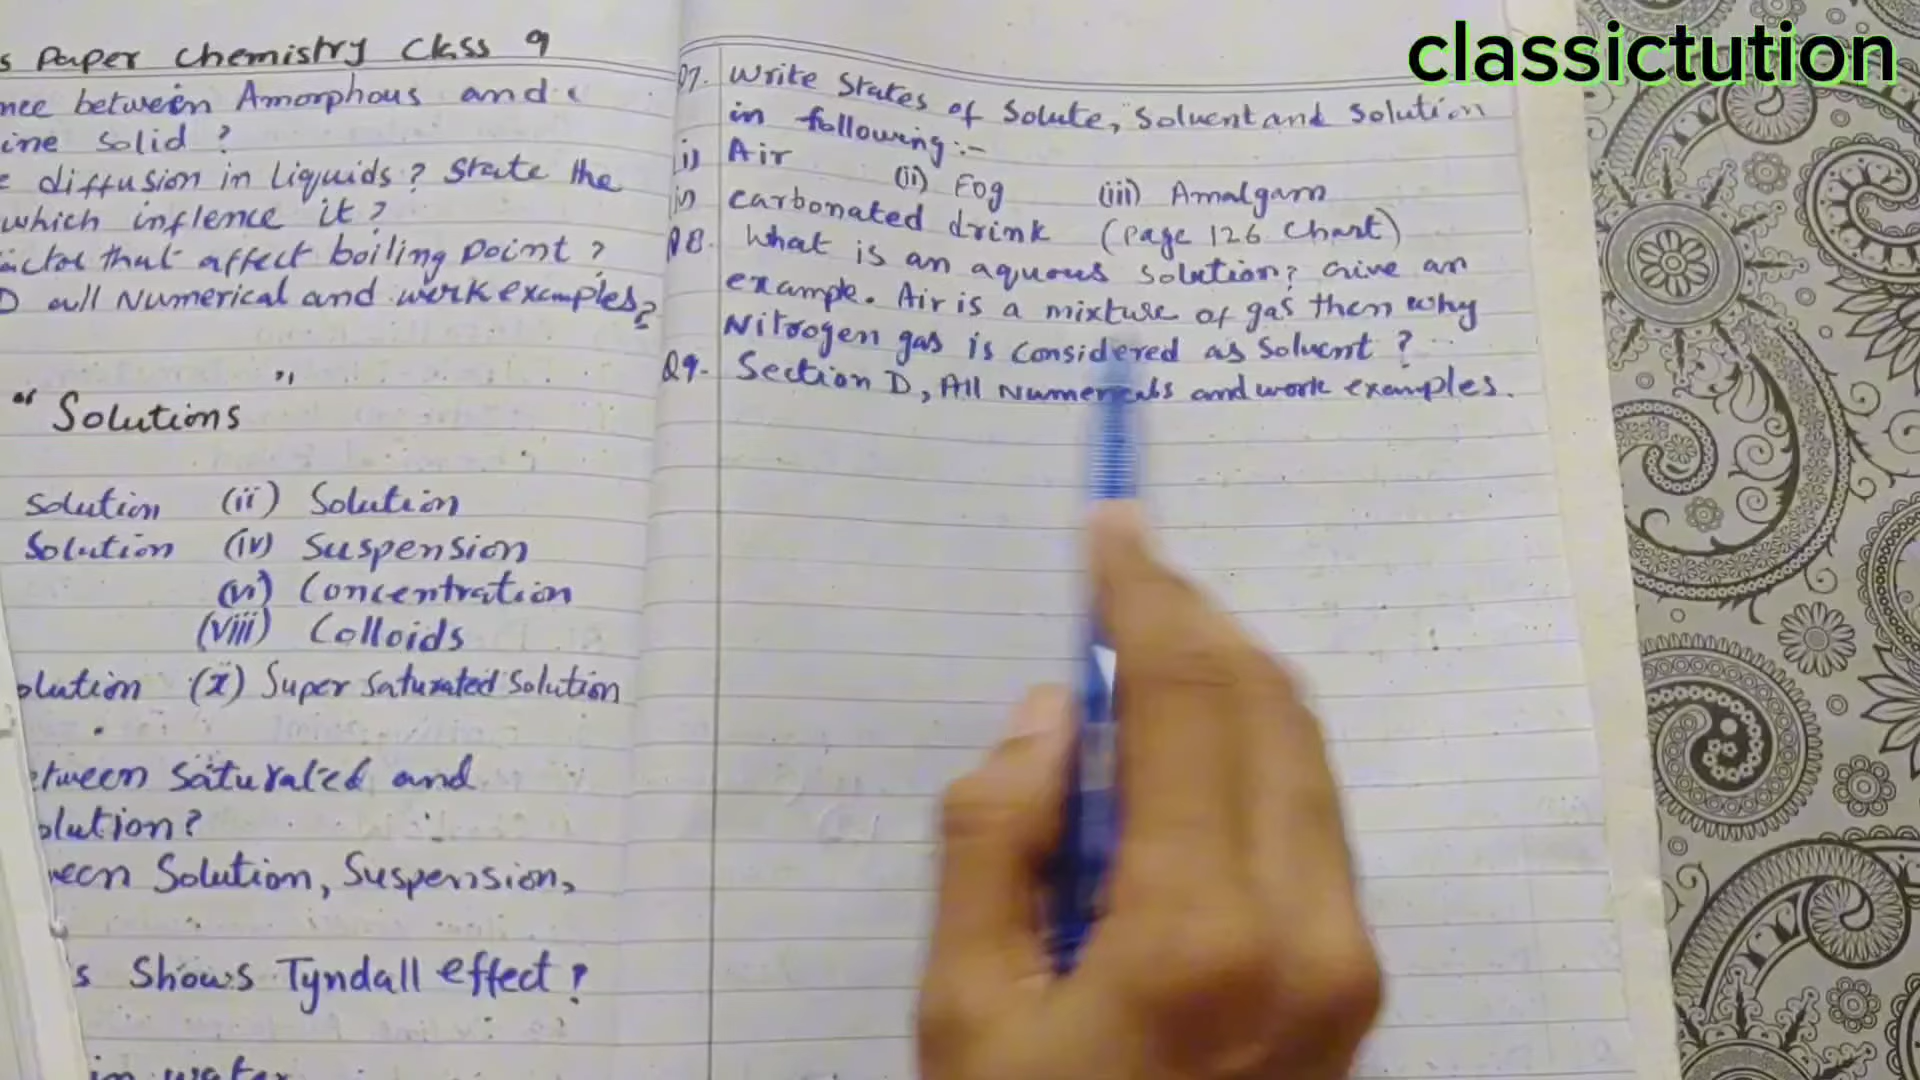 classictution
s Paper Chemistry Class 9
nce between Amorphous and
ine solid ?
e diffusion in liquids? State the
which inflence it?
actor that affect boiling point ?
D all Numerical and work examples?
"Solutions"
solution (ii) Solution
Solution (iv) Suspension
(vi) Concentration
(viii) Colloids
olution (x) Super Saturated Solution
etween Saturated and
olution?
een Solution, Suspension,
s Shows Tyndall effect?
in water
Q7. Write States of Solute, Solvent and Solution
in following:-
i) Air (ii) Fog (iii) Amalgam
iv) carbonated drink (page 126 Chart)
Q8. What is an aquous solution? Give an
example. Air is a mixture of gas then why
Nitrogen gas is considered as Solvent ?
Q9. Section D, All Numericals and work examples.